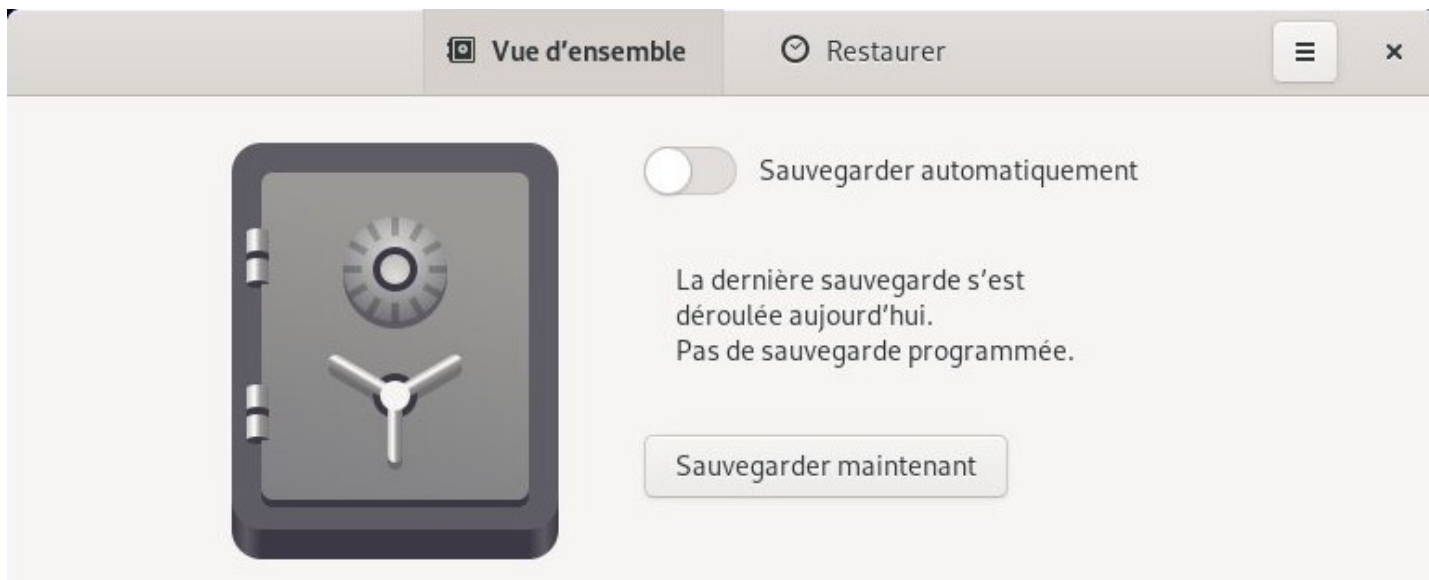 Vue d’ensemble
Restaurer
Sauvegarder automatiquement
La dernière sauvegarde s’est
déroulée aujourd’hui.
Pas de sauvegarde programmée.
Sauvegarder maintenant